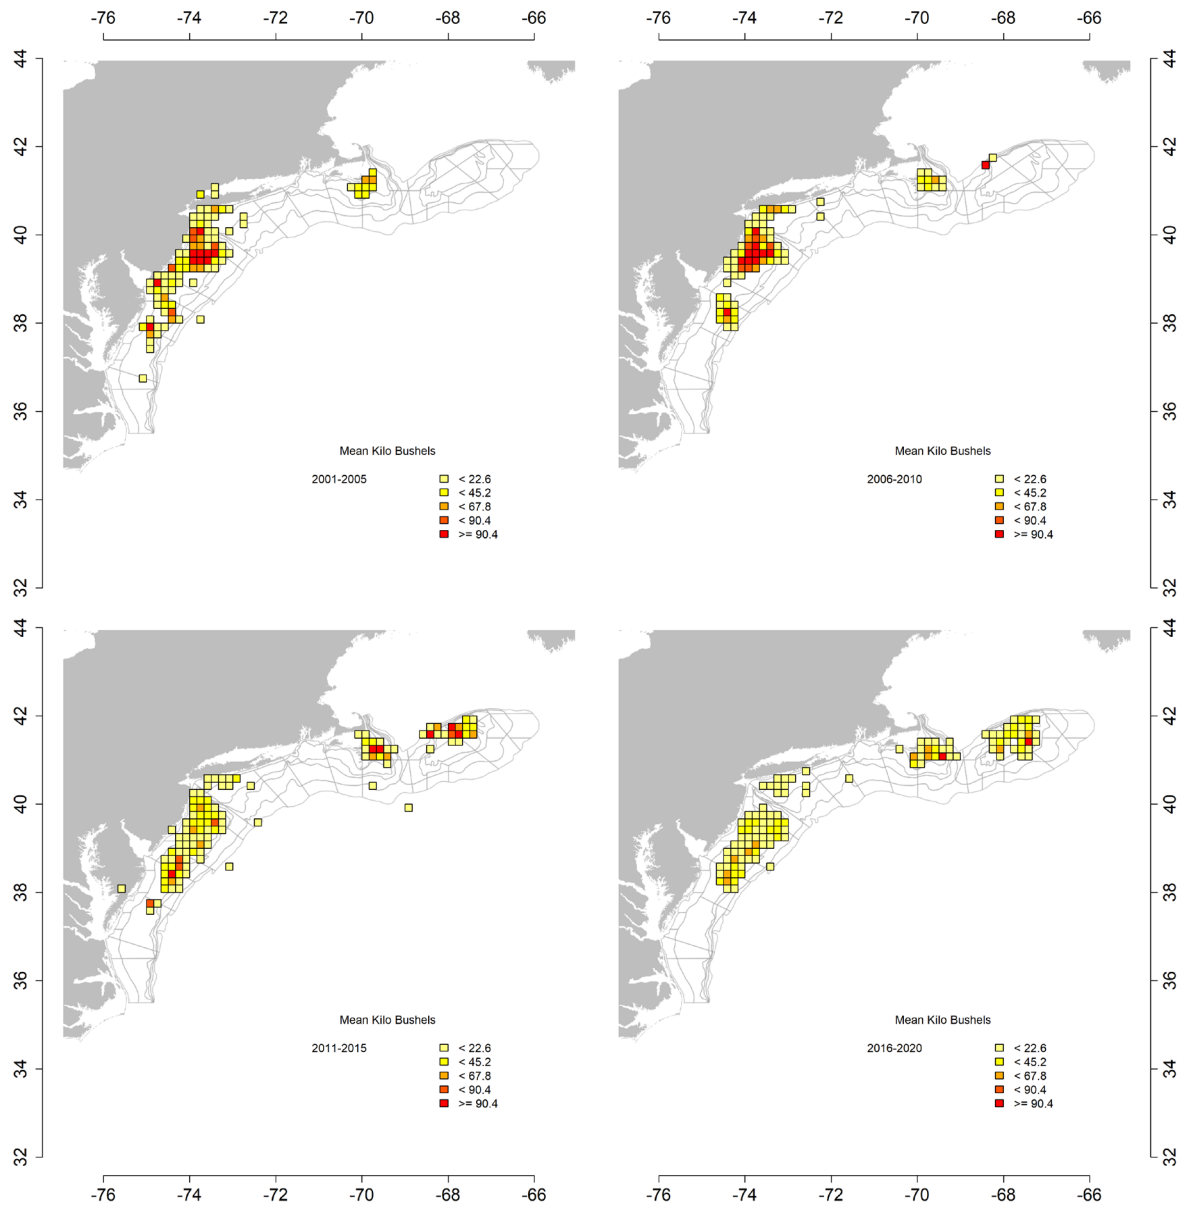 -76 -74 -72 -70 -68 -66 -76 -74 -72 -70 -68 -66
44 44
42 42
40 40
38 38
36 36
Mean Kilo Bushels Mean Kilo Bushels
2001-2005 < 22.6 2006-2010 < 22.6
< 45.2 < 45.2
34 < 67.8 < 67.8 34
< 90.4 < 90.4
>= 90.4 >= 90.4
32 32
44 44
42 42
40 40
38 38
36 36
Mean Kilo Bushels Mean Kilo Bushels
2011-2015 < 22.6 2016-2020 < 22.6
< 45.2 < 45.2
34 < 67.8 < 67.8 34
< 90.4 < 90.4
>= 90.4 >= 90.4
32 32
-76 -74 -72 -70 -68 -66 -76 -74 -72 -70 -68 -66